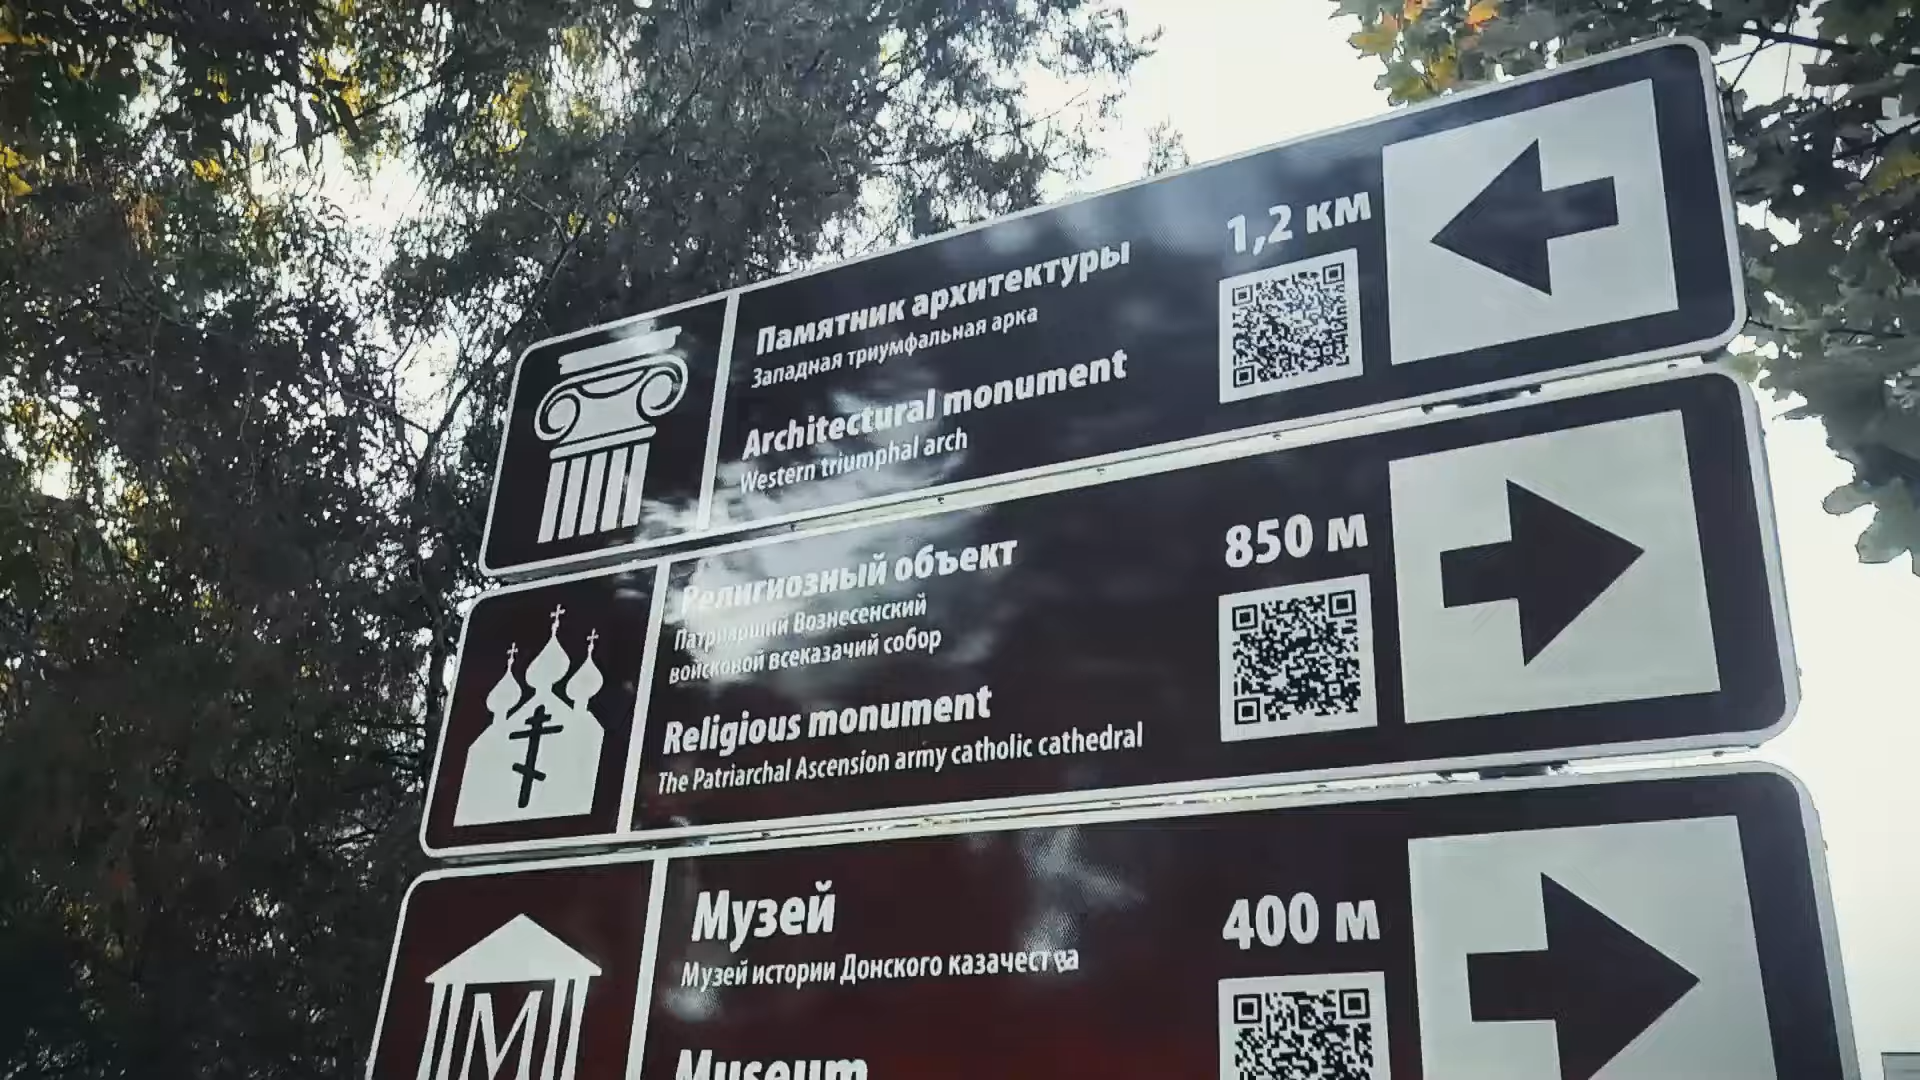 Памятник архитектуры
Западная триумфальная арка
Architectural monument
Western triumphal arch
1,2 км
Религиозный объект
Патриарший Вознесенский
войсковой всеказачий собор
Religious monument
The Patriarchal Ascension army catholic cathedral
850 м
М
Музей
Музей истории Донского казачества
Museum
400 м